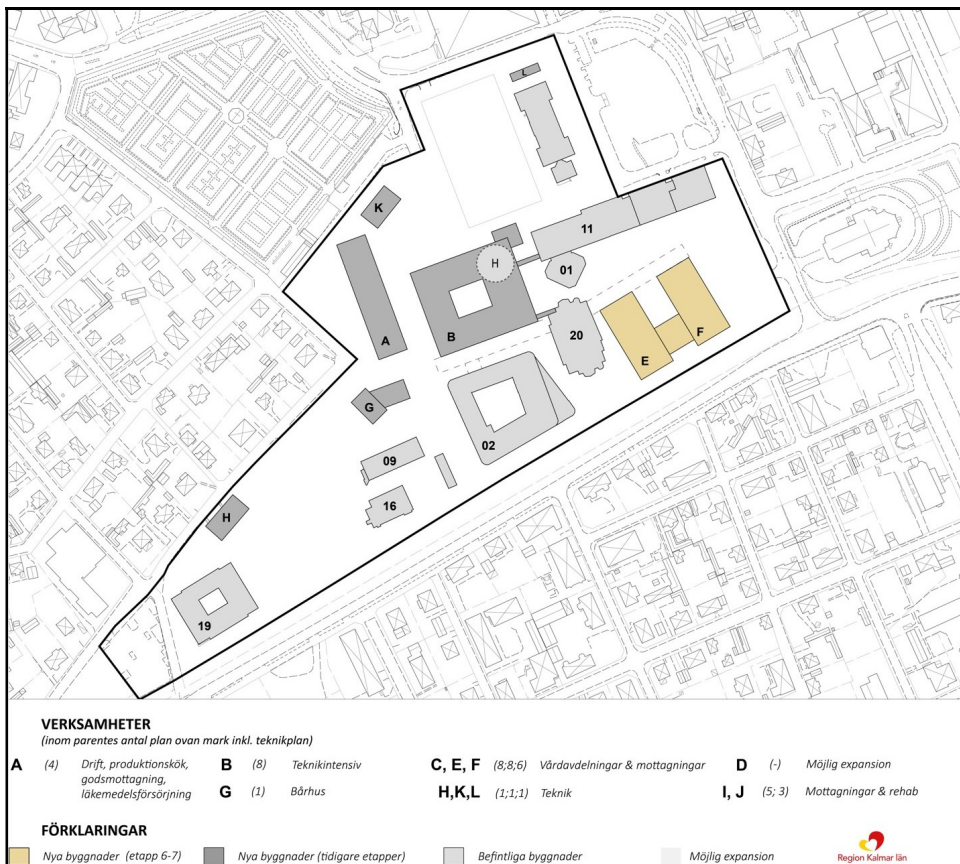 L
K
11
H
01
A
B
20
F
E
G
02
09
16
H
19
VERKSAMHETER
(inom parentes antal plan ovan mark inkl. teknikplan)
A (4) Drift, produktionskök, godsmottagning, läkemedelsförsörjning
B (8) Teknikintensiv
G (1) Bårhus
C, E, F (8;8;6) Vårdavdelningar & mottagningar
H,K,L (1;1;1) Teknik
D (-) Möjlig expansion
I, J (5; 3) Mottagningar & rehab
FÖRKLARINGAR
Nya byggnader (etapp 6-7)
Nya byggnader (tidigare etapper)
Befintliga byggnader
Möjlig expansion
Region Kalmar län